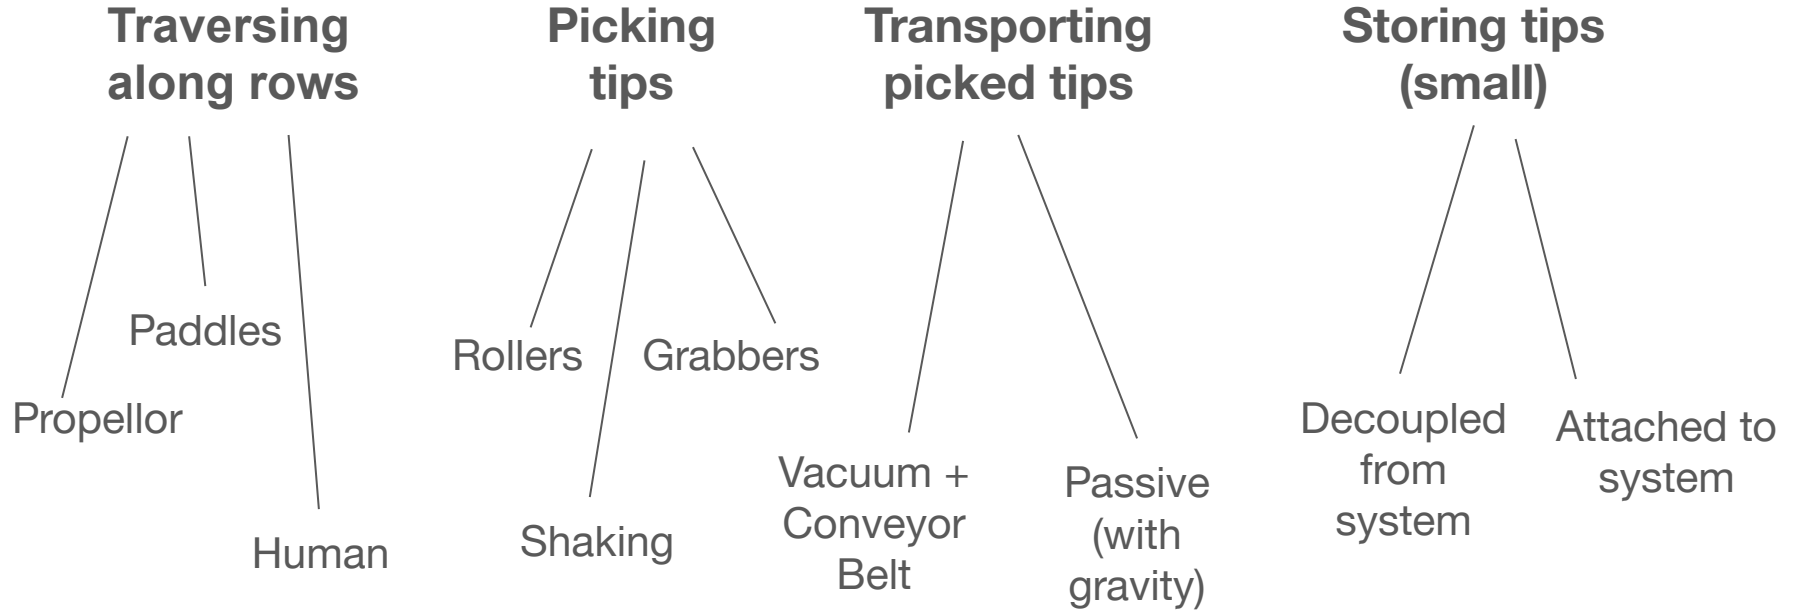 Traversing
along rows
Picking
tips
Transporting
picked tips
Storing tips
(small)
Paddles
Propellor
Human
Rollers
Grabbers
Shaking
Vacuum +
Conveyor
Belt
Passive
(with
gravity)
Decoupled
from
system
Attached to
system